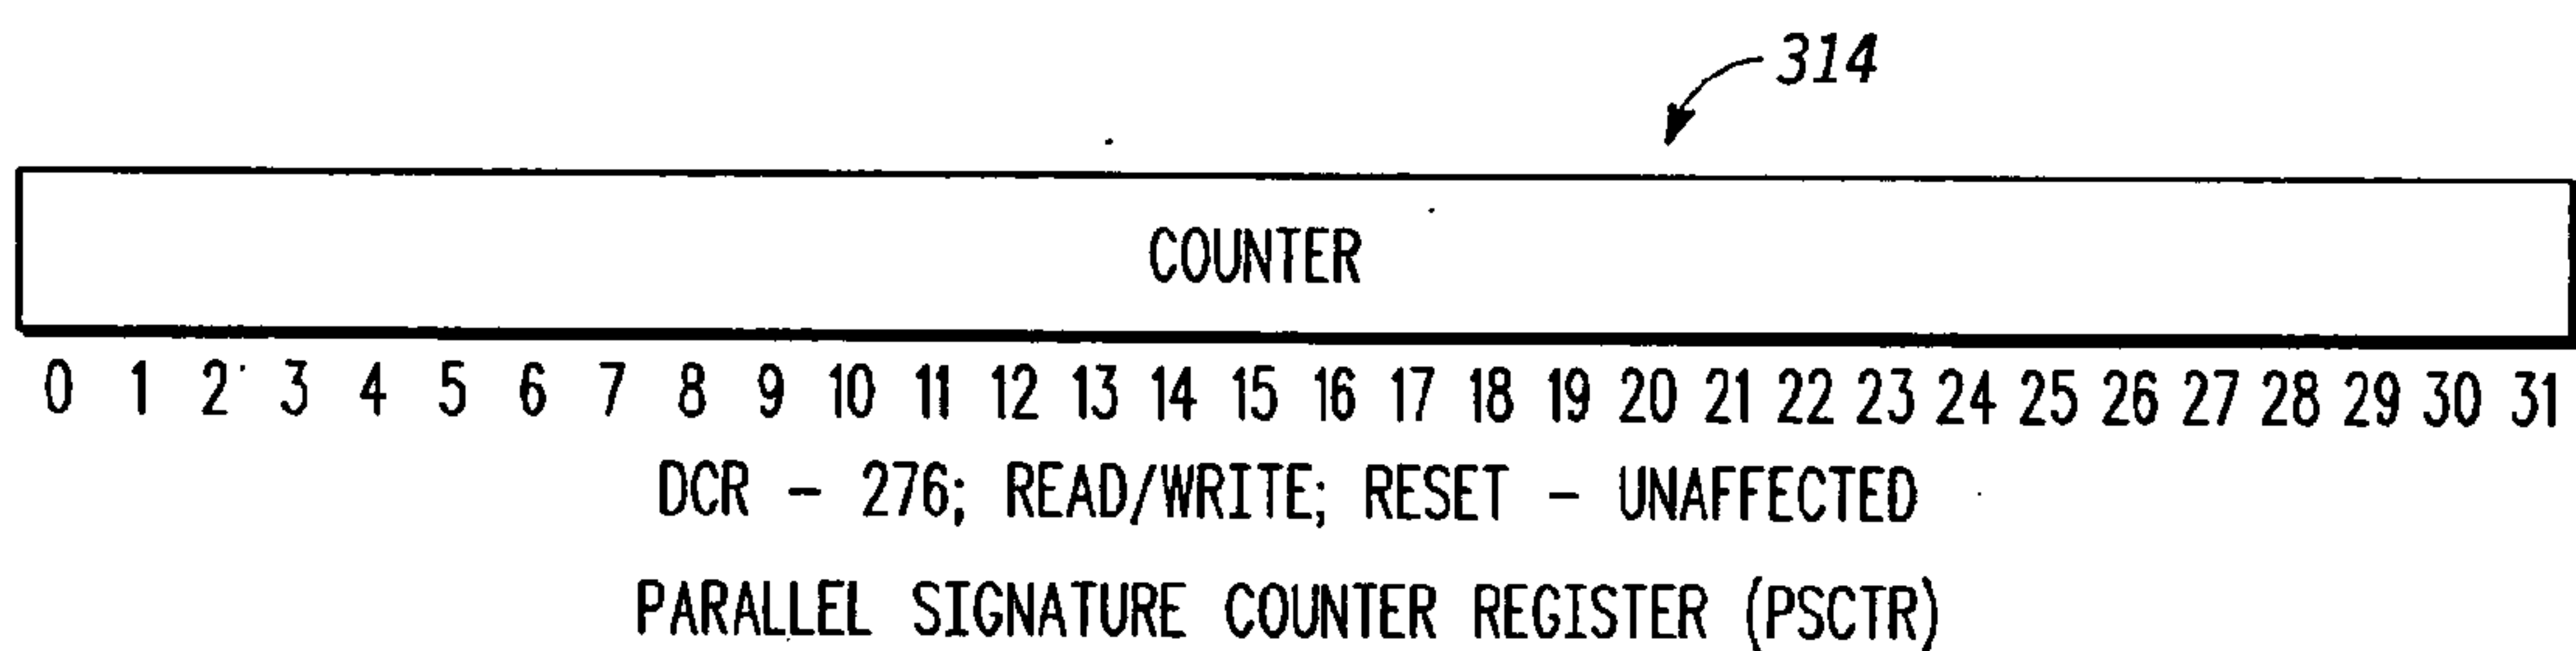 314
COUNTER
0 1 2 3 4 5 6 7 8 9 10 11 12 13 14 15 16 17 18 19 20 21 22 23 24 25 26 27 28 29 30 31
DCR - 276; READ/WRITE; RESET - UNAFFECTED
PARALLEL SIGNATURE COUNTER REGISTER (PSCTR)